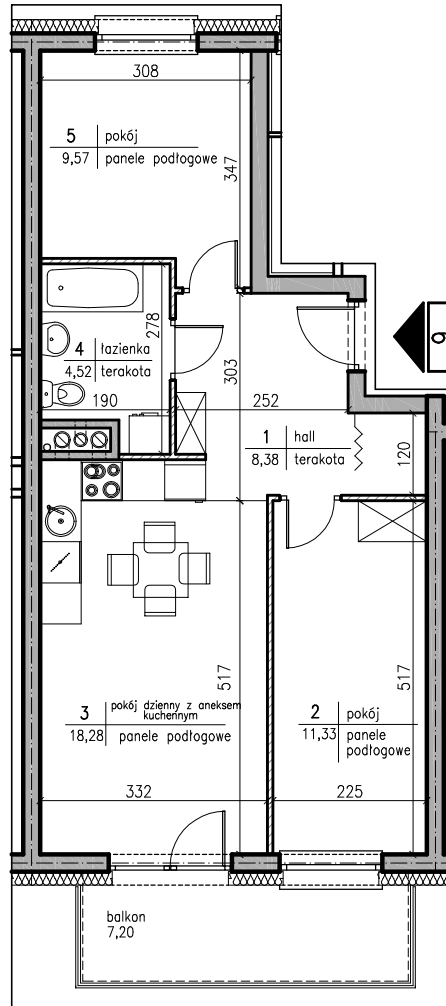 308
5 pokój
9,57 panele podłogowe
347
4 łazienka
4,52 terakota
278
190
303
252
1 hall
8,38 terakota
120
9
3 pokój dzienny z aneksem
kuchennym
18,28 panele podłogowe
517
2 pokój
11,33 panele
podłogowe
517
332
225
balkon
7,20